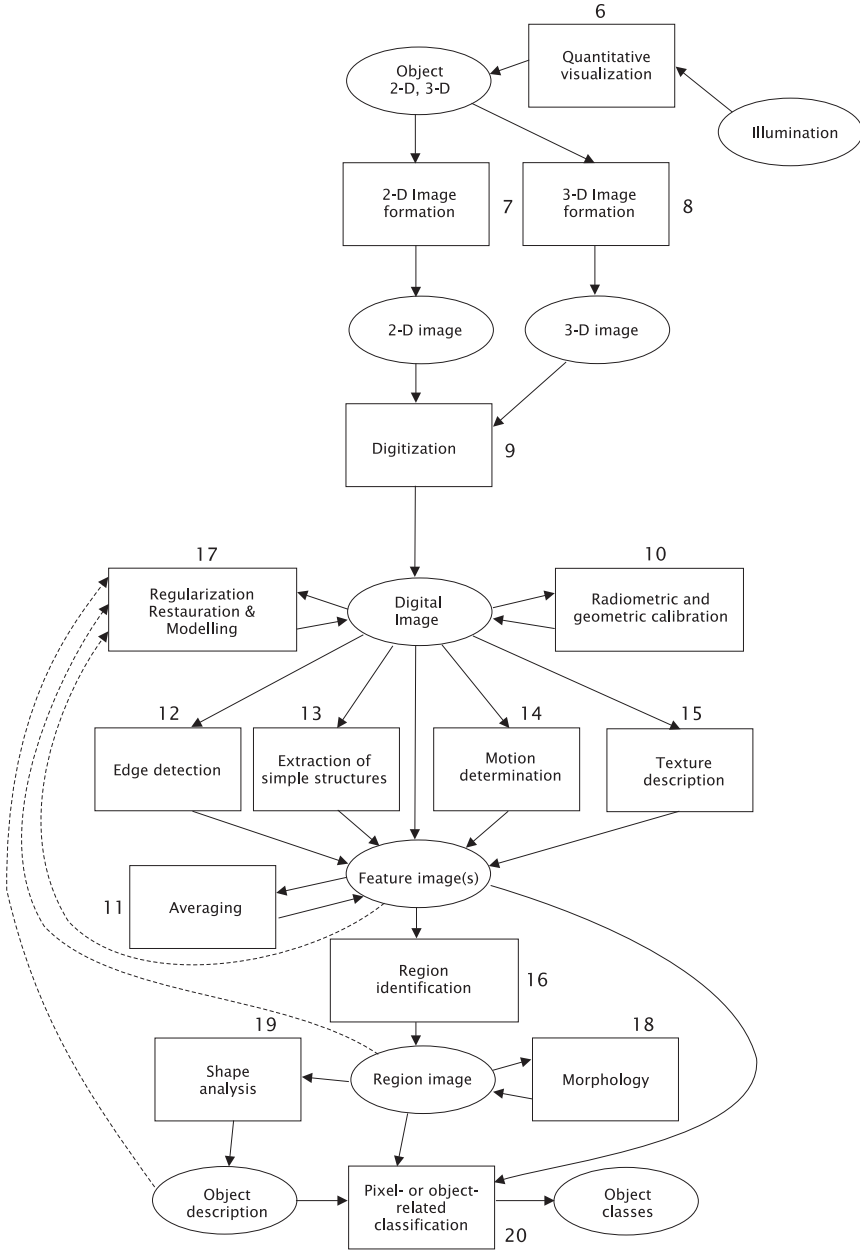 6
Quantitative
visualization
Object
2-D, 3-D
Illumination
2-D Image
formation
7
3-D Image
formation
8
2-D image
3-D image
Digitization
9
17
10
Regularization
Restauration &
Modelling
Digital
Image
Radiometric and
geometric calibration
12
13
14
15
Edge detection
Extraction of
simple structures
Motion
determination
Texture
description
Feature image(s)
11
Averaging
Region
identification
16
19
18
Shape
analysis
Region image
Morphology
Object
description
Pixel- or object-
related
classification
Object
classes
20